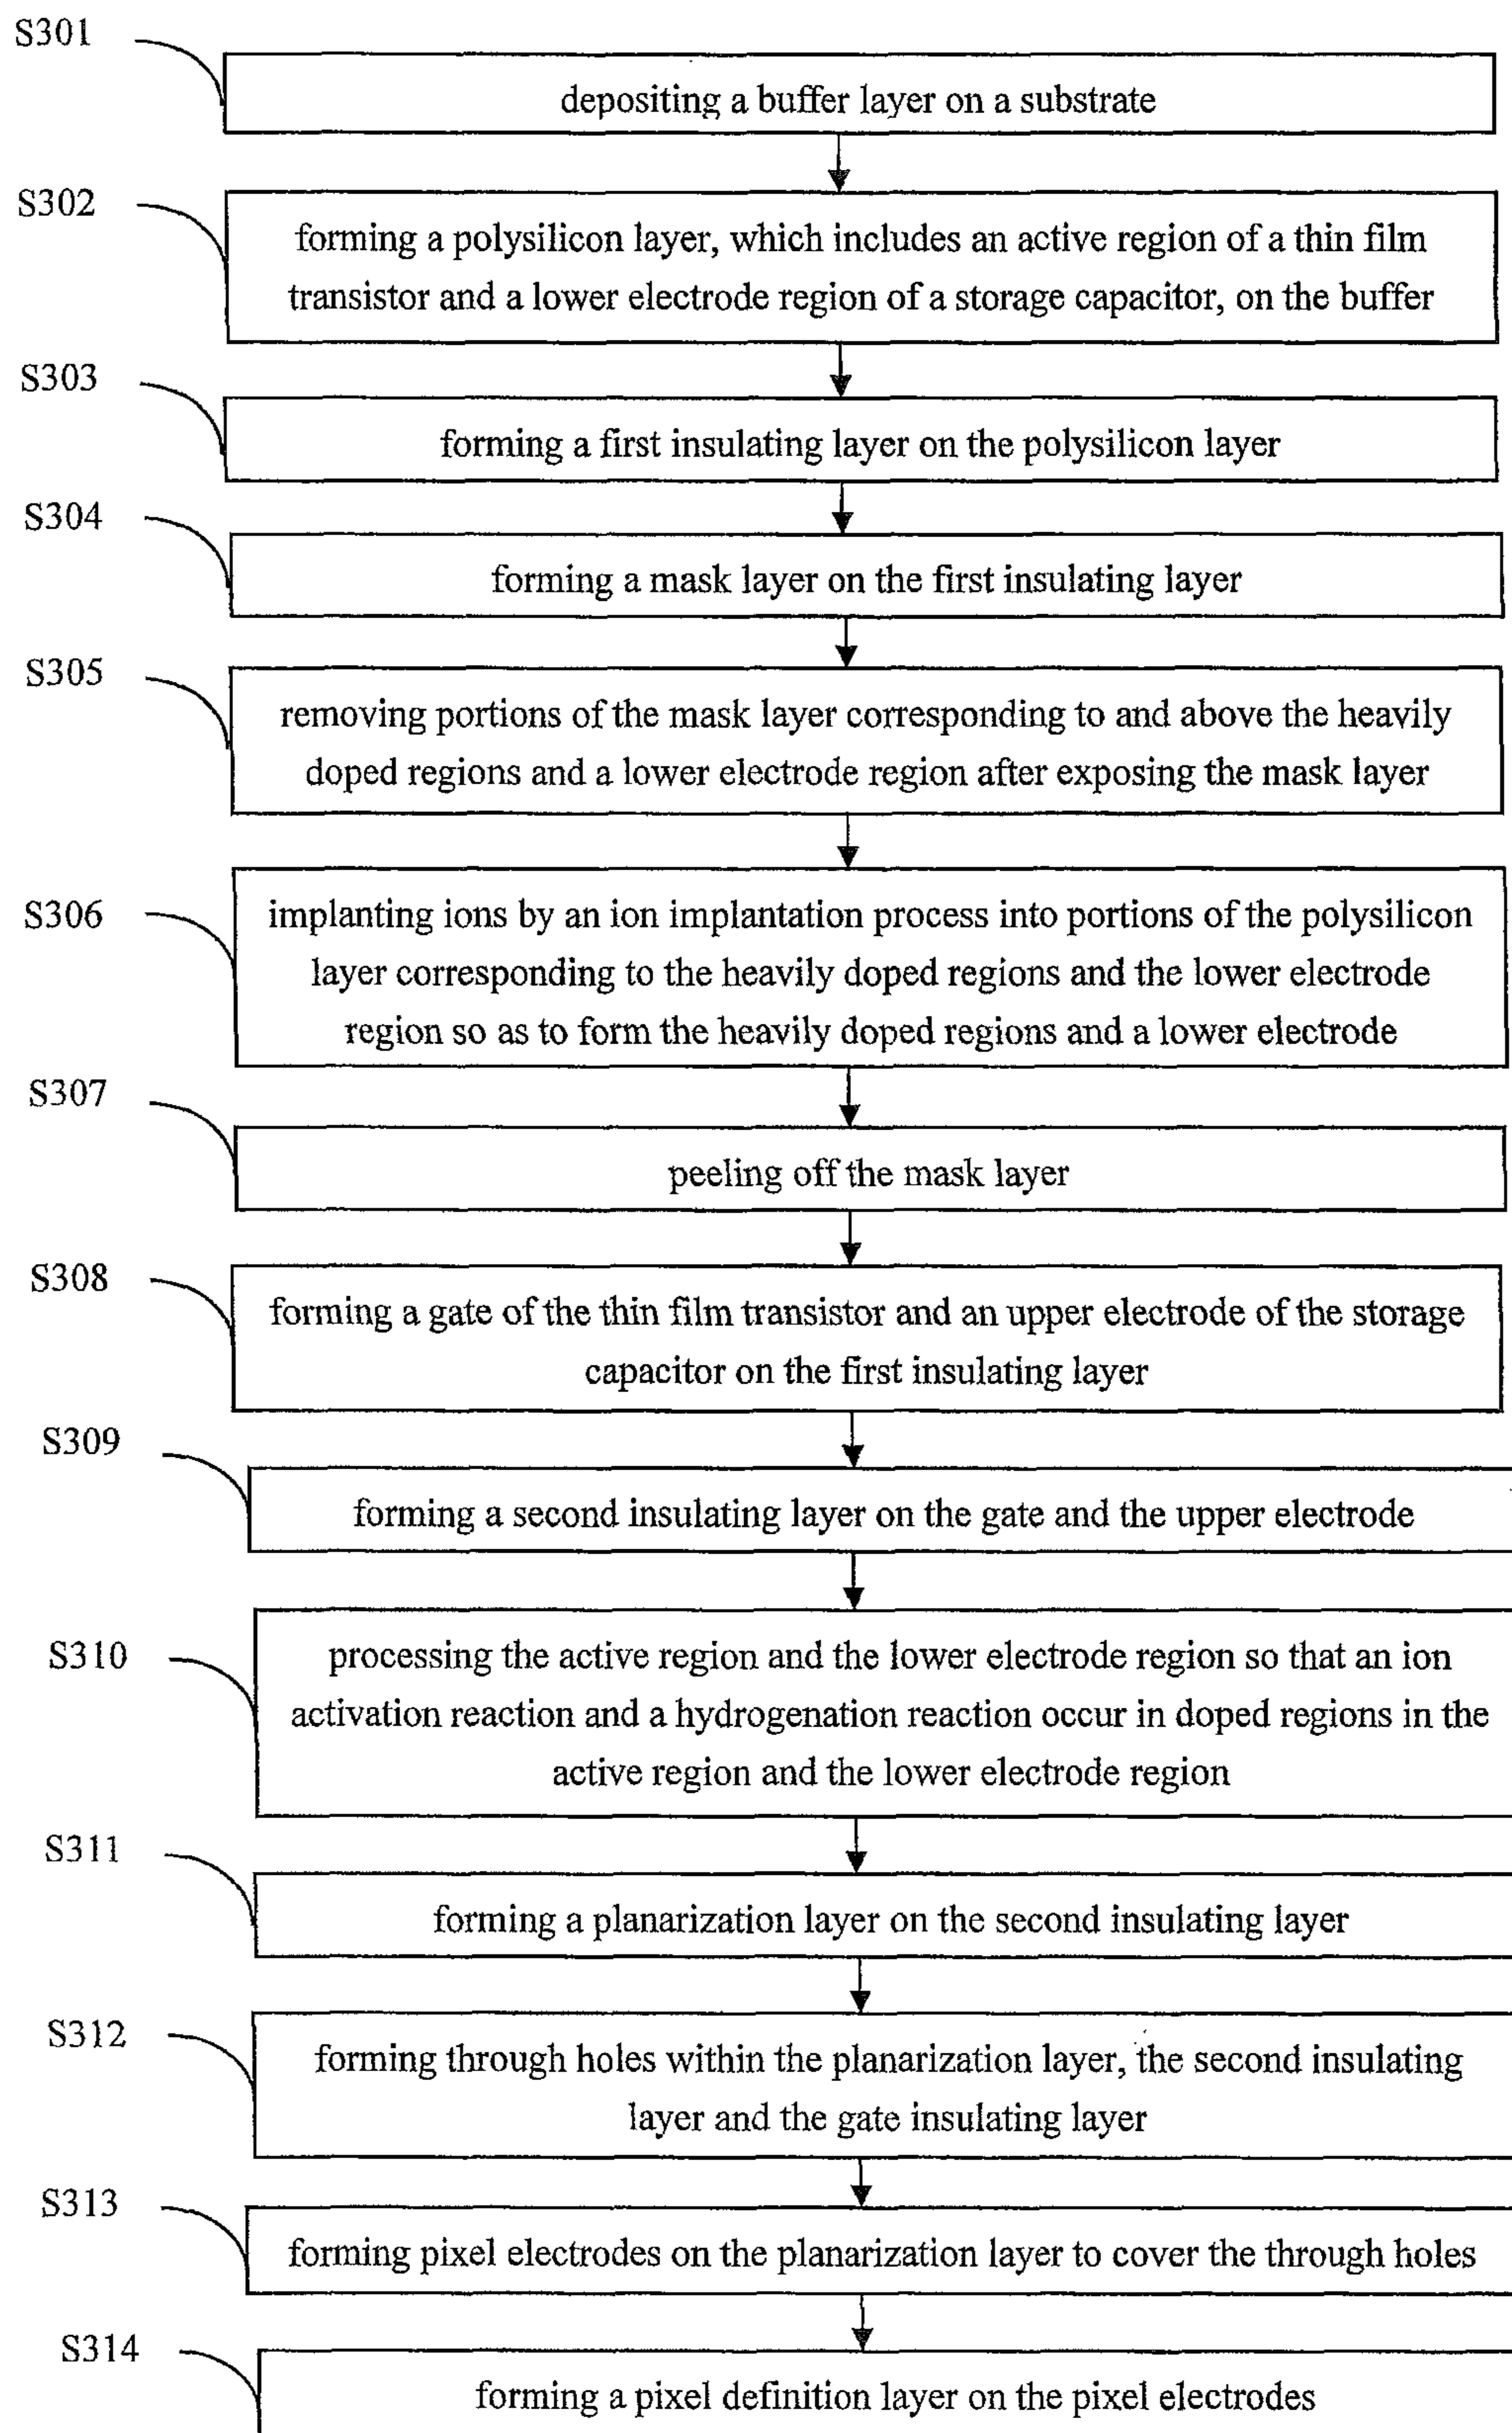 S301
depositing a buffer layer on a substrate
S302
forming a polysilicon layer, which includes an active region of a thin film
transistor and a lower electrode region of a storage capacitor, on the buffer
S303
forming a first insulating layer on the polysilicon layer
S304
forming a mask layer on the first insulating layer
S305
removing portions of the mask layer corresponding to and above the heavily
doped regions and a lower electrode region after exposing the mask layer
S306
implanting ions by an ion implantation process into portions of the polysilicon
layer corresponding to the heavily doped regions and the lower electrode
region so as to form the heavily doped regions and a lower electrode
S307
peeling off the mask layer
S308
forming a gate of the thin film transistor and an upper electrode of the storage
capacitor on the first insulating layer
S309
forming a second insulating layer on the gate and the upper electrode
S310
processing the active region and the lower electrode region so that an ion
activation reaction and a hydrogenation reaction occur in doped regions in the
active region and the lower electrode region
S311
forming a planarization layer on the second insulating layer
S312
forming through holes within the planarization layer, the second insulating
layer and the gate insulating layer
S313
forming pixel electrodes on the planarization layer to cover the through holes
S314
forming a pixel definition layer on the pixel electrodes